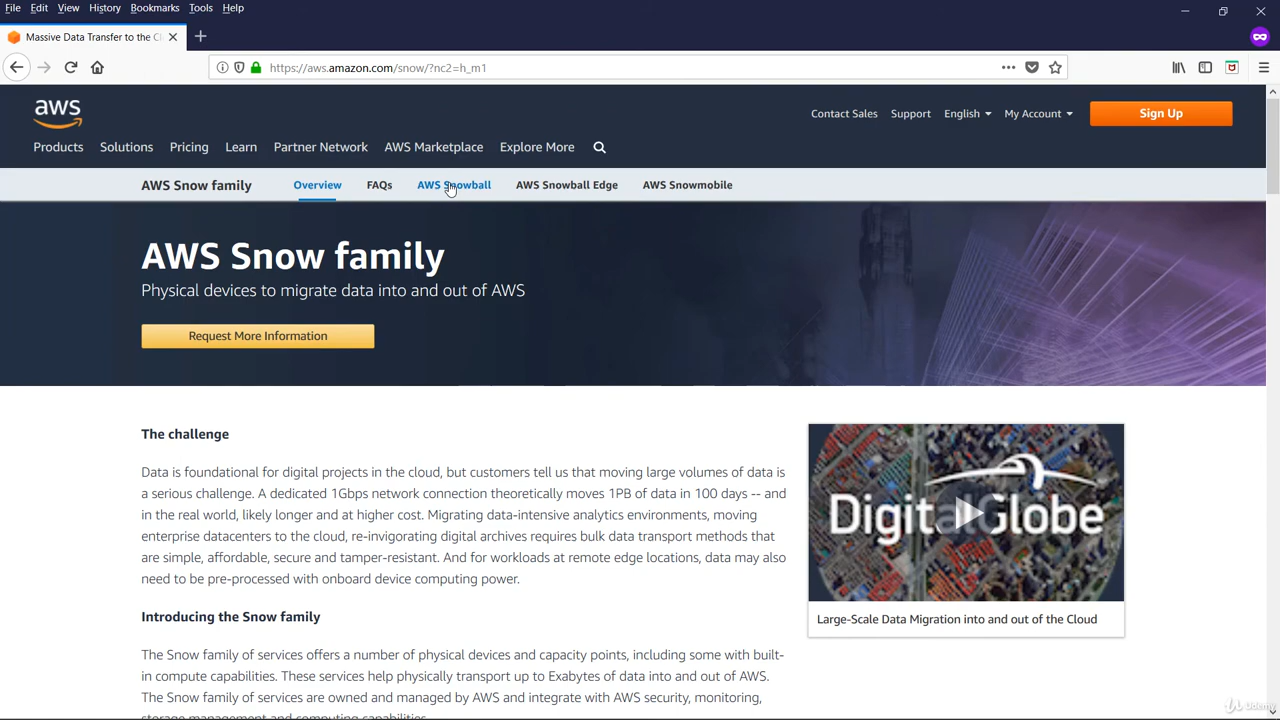 File Edit View History Bookmarks Tools Help
Massive Data Transfer to the Cl
https://aws.amazon.com/snow/?nc2=h_m1
aws
Contact Sales Support English My Account Sign Up
Products Solutions Pricing Learn Partner Network AWS Marketplace Explore More
AWS Snow family Overview FAQs AWS Snowball AWS Snowball Edge AWS Snowmobile
AWS Snow family
Physical devices to migrate data into and out of AWS
Request More Information
The challenge
Data is foundational for digital projects in the cloud, but customers tell us that moving large volumes of data is
a serious challenge. A dedicated 1Gbps network connection theoretically moves 1PB of data in 100 days -- and
in the real world, likely longer and at higher cost. Migrating data-intensive analytics environments, moving
enterprise datacenters to the cloud, re-invigorating digital archives requires bulk data transport methods that
are simple, affordable, secure and tamper-resistant. And for workloads at remote edge locations, data may also
need to be pre-processed with onboard device computing power.
DigitalGlobe
Large-Scale Data Migration into and out of the Cloud
Introducing the Snow family
The Snow family of services offers a number of physical devices and capacity points, including some with built-
in compute capabilities. These services help physically transport up to Exabytes of data into and out of AWS.
The Snow family of services are owned and managed by AWS and integrate with AWS security, monitoring,
storage management and computing capabilities.
Udemy